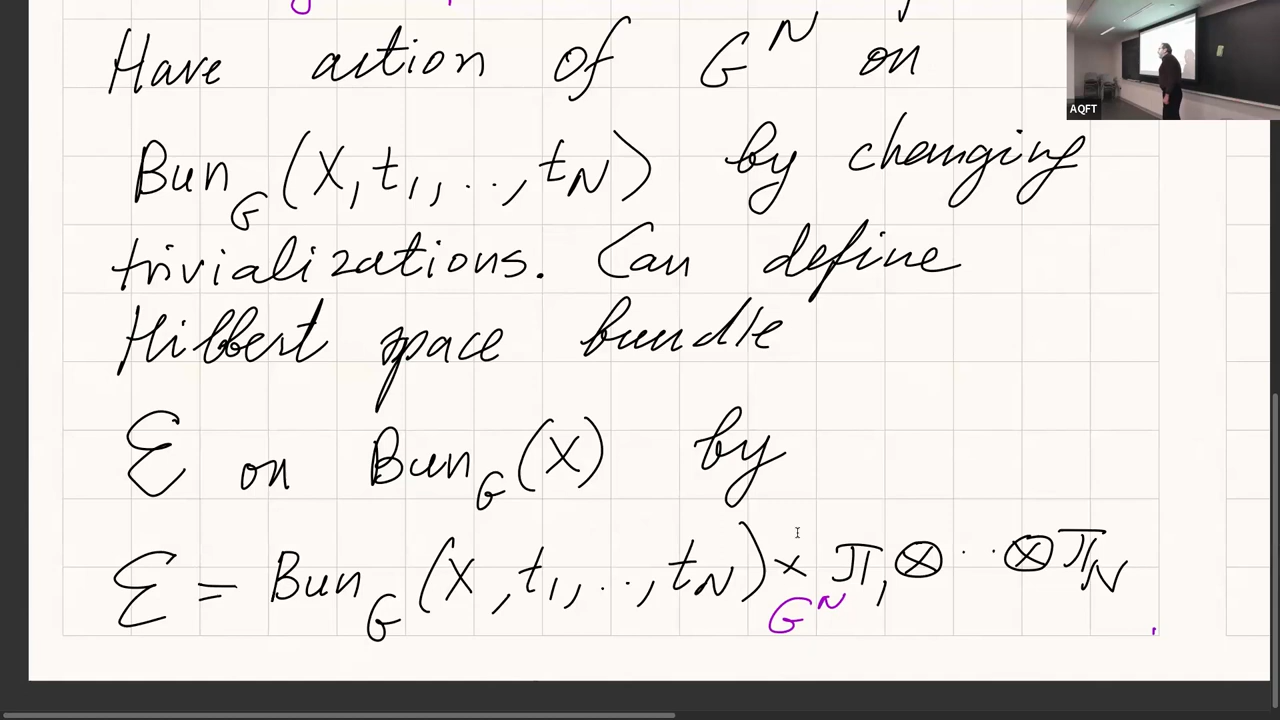 Have action of G^N on
Bun_G(X, t_1, .., t_N) by changing
trivializations. Can define
Hilbert space bundle
ℰ on Bun_G(X) by
ℰ = Bun_G(X, t_1, .., t_N) ×_{G^N} π_1 ⊗ ·· ⊗ π_N .
AQFT